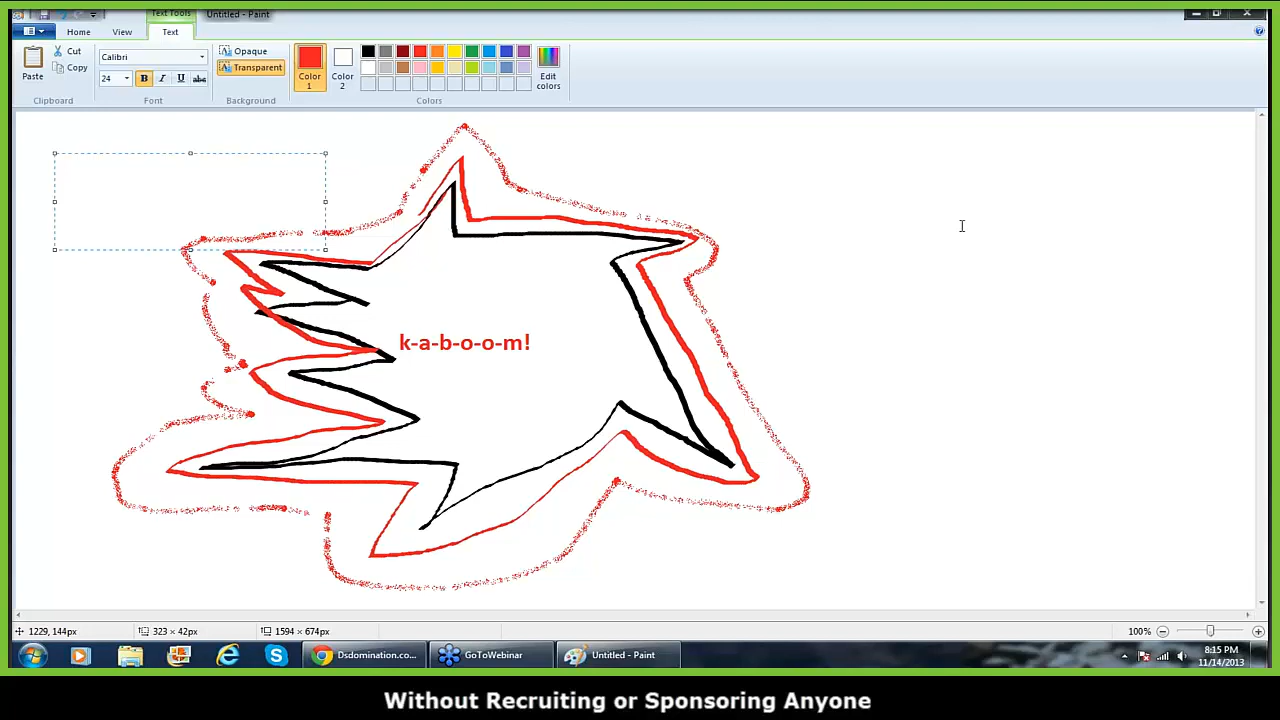 Text Tools
Untitled - Paint
Home
View
Text
Paste
Cut
Copy
Clipboard
Calibri
24
B I U abc
Font
Opaque
Transparent
Background
Color 1
Color 2
Edit colors
Colors
k-a-b-o-o-m!
1229, 144px
323 × 42px
1594 × 674px
100%
Dsdomination.co...
GoToWebinar
Untitled - Paint
8:15 PM
11/14/2013
Without Recruiting or Sponsoring Anyone